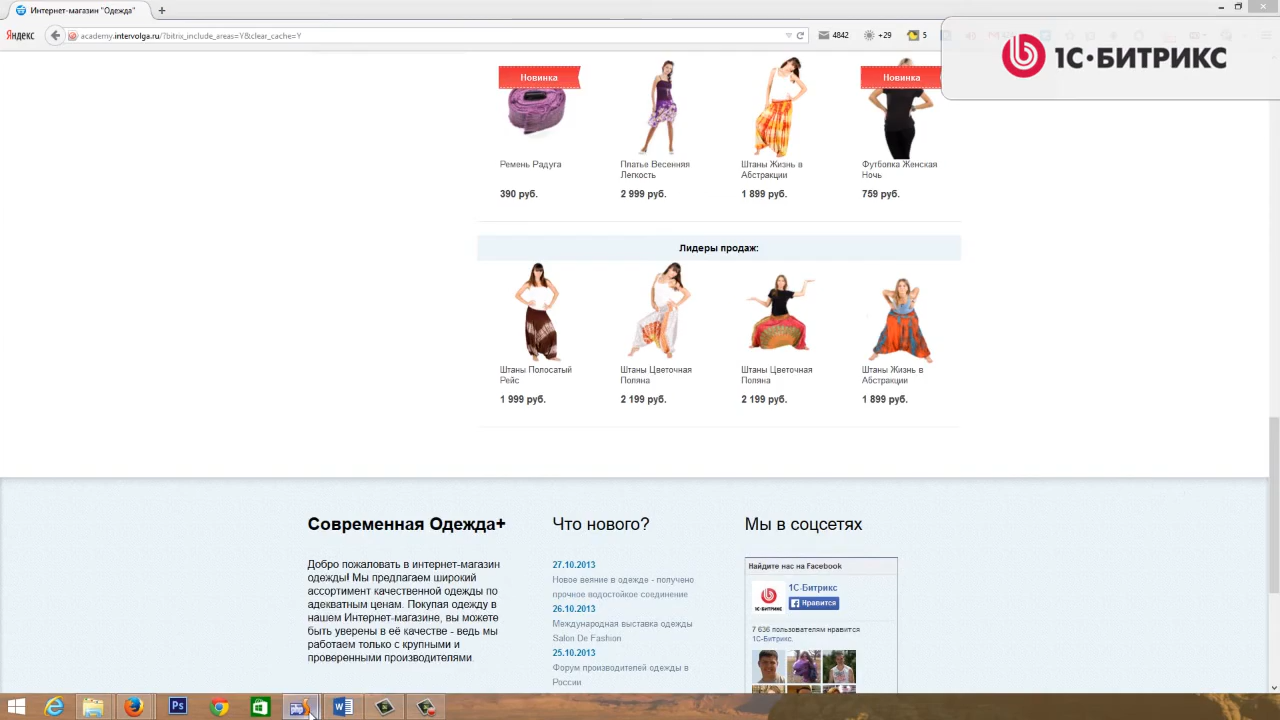 Интернет-магазин "Одежда"
Яндекс
academy.intervolga.ru/?bitrix_include_areas=Y&clear_cache=Y
4842
+29
5
1С·БИТРИКС
Новинка
Новинка
Ремень Радуга
390 руб.
Платье Весенняя
Легкость
2 999 руб.
Штаны Жизнь в
Абстракции
1 899 руб.
Футболка Женская
Ночь
759 руб.
Лидеры продаж:
Штаны Полосатый
Рейс
1 999 руб.
Штаны Цветочная
Поляна
2 199 руб.
Штаны Цветочная
Поляна
2 199 руб.
Штаны Жизнь в
Абстракции
1 899 руб.
Современная Одежда+
Добро пожаловать в интернет-магазин
одежды! Мы предлагаем широкий
ассортимент качественной одежды по
адекватным ценам. Покупая одежду в
нашем Интернет-магазине, вы можете
быть уверены в её качестве - ведь мы
работаем только с крупными и
проверенными производителями.
Что нового?
27.10.2013
Новое веяние в одежде - получено
прочное водостойкое соединение
26.10.2013
Международная выставка одежды
Salon De Fashion
25.10.2013
Форум производителей одежды в
России
Мы в соцсетях
Найдите нас на Facebook
1С-Битрикс
1С·БИТРИКС
Нравится
7 636 пользователям нравится
1С-Битрикс.
Ps